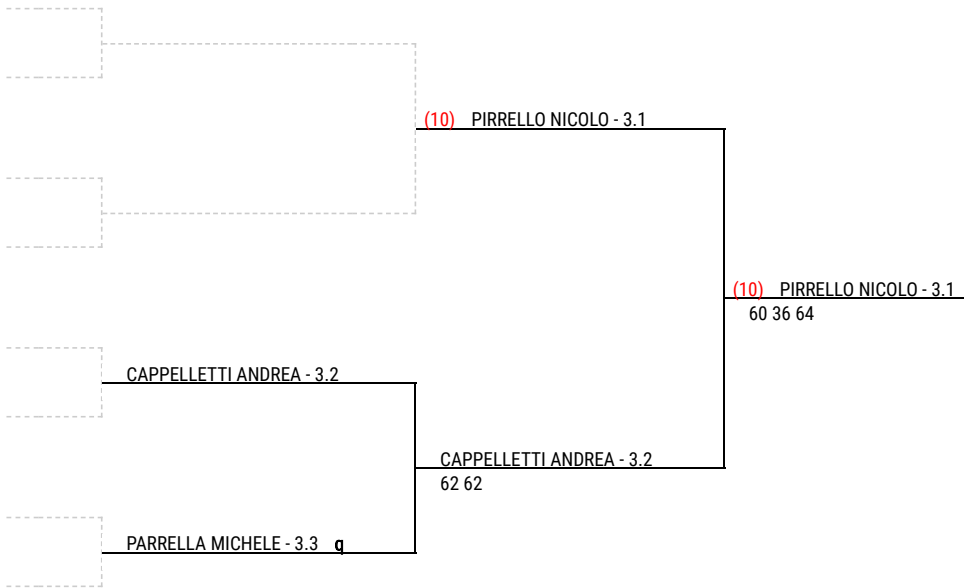 (10) PIRRELLO NICOLO - 3.1
(10) PIRRELLO NICOLO - 3.1
60 36 64
CAPPELLETTI ANDREA - 3.2
CAPPELLETTI ANDREA - 3.2
62 62
PARRELLA MICHELE - 3.3 q